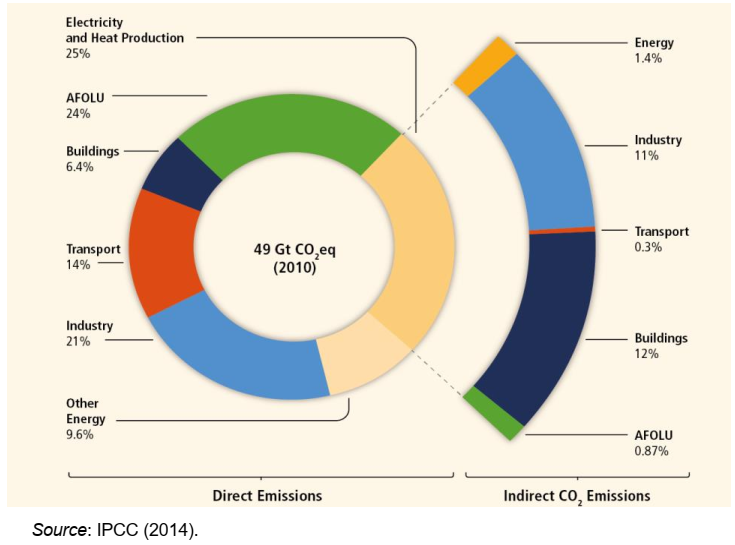 Electricity
and Heat Production
25%
AFOLU
24%
Buildings
6.4%
Transport
14%
Industry
21%
Other
Energy
9.6%
49 Gt CO₂eq
(2010)
Energy
1.4%
Industry
11%
Transport
0.3%
Buildings
12%
AFOLU
0.87%
Direct Emissions
Indirect CO₂ Emissions
Source: IPCC (2014).